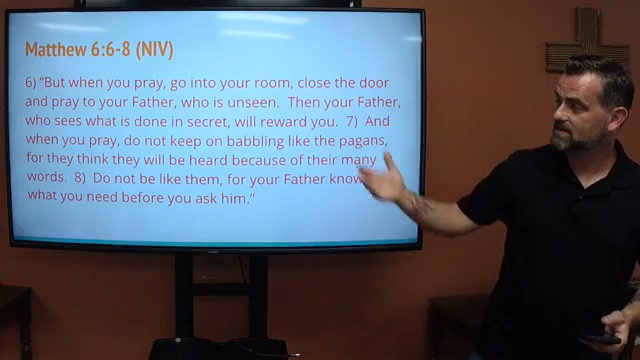 Matthew 6:6-8 (NIV)
6) “But when you pray, go into your room, close the door
and pray to your Father, who is unseen. Then your Father,
who sees what is done in secret, will reward you. 7) And
when you pray, do not keep on babbling like the pagans,
for they think they will be heard because of their many
words. 8) Do not be like them, for your Father know
what you need before you ask him.”